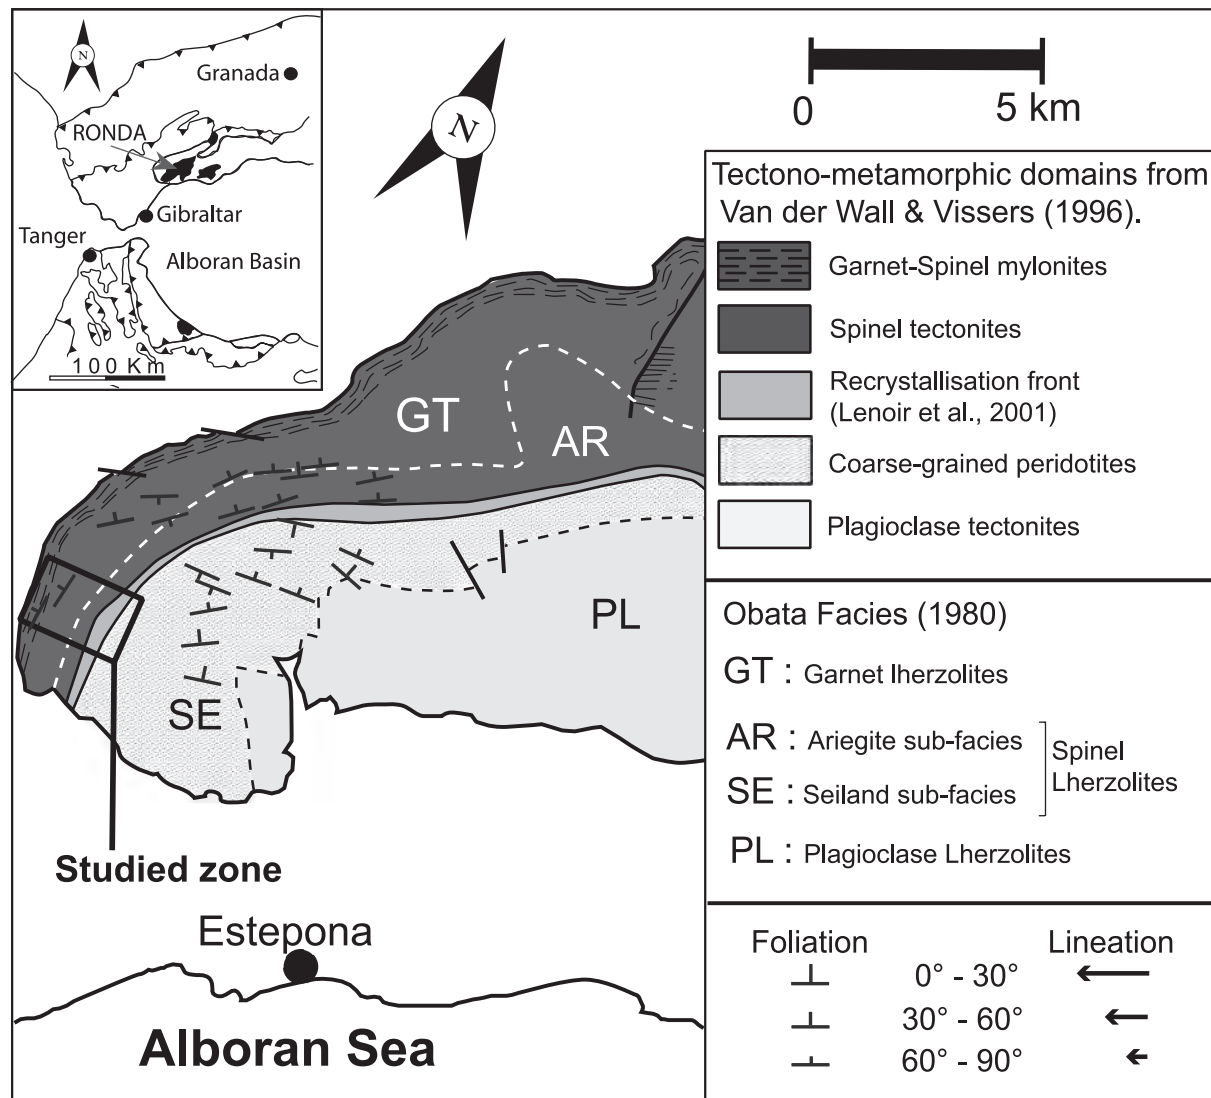 N
Granada
RONDA
Gibraltar
Tanger
Alboran Basin
100 Km
N
0
5 km
Tectono-metamorphic domains from
Van der Wall & Vissers (1996).
Garnet-Spinel mylonites
Spinel tectonites
Recrystallisation front
(Lenoir et al., 2001)
Coarse-grained peridotites
Plagioclase tectonites
GT
AR
PL
SE
Studied zone
Estepona
Alboran Sea
Obata Facies (1980)
GT : Garnet lherzolites
AR : Ariegite sub-facies
SE : Seiland sub-facies
Spinel
Lherzolites
PL : Plagioclase Lherzolites
Foliation Lineation
0° - 30°
30° - 60°
60° - 90°